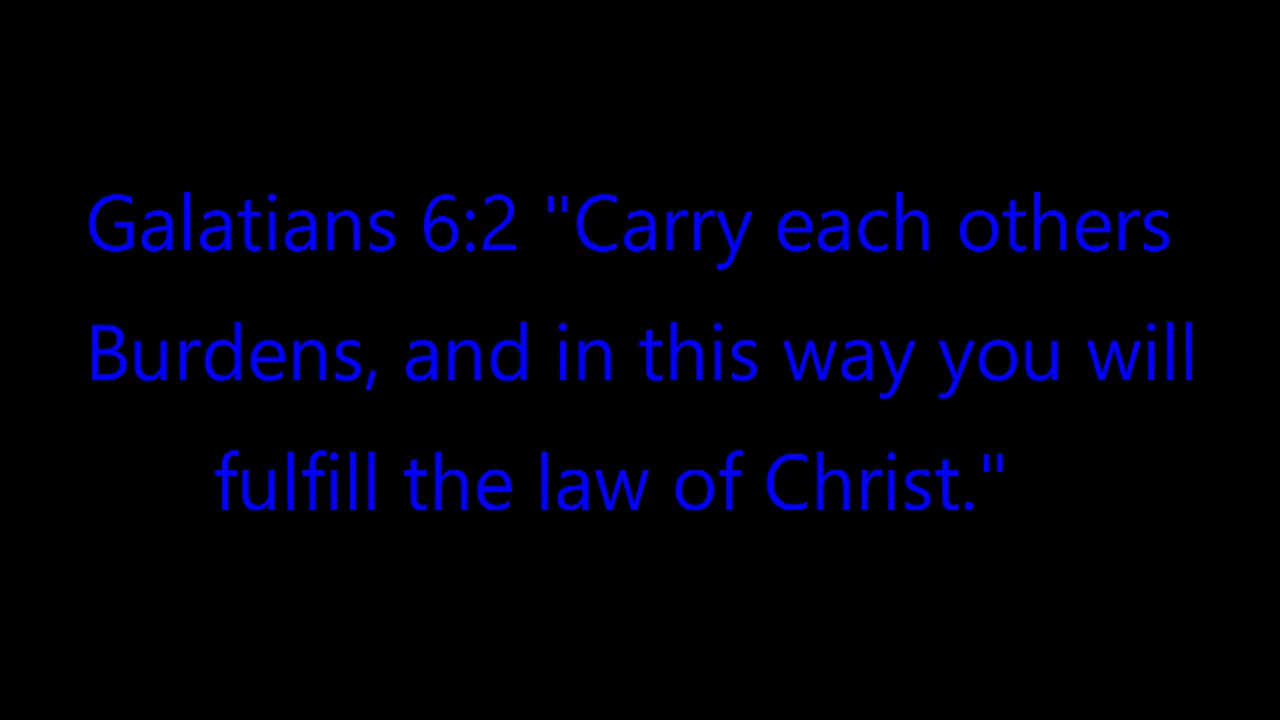 Galatians 6:2 "Carry each others
Burdens, and in this way you will
fulfill the law of Christ."